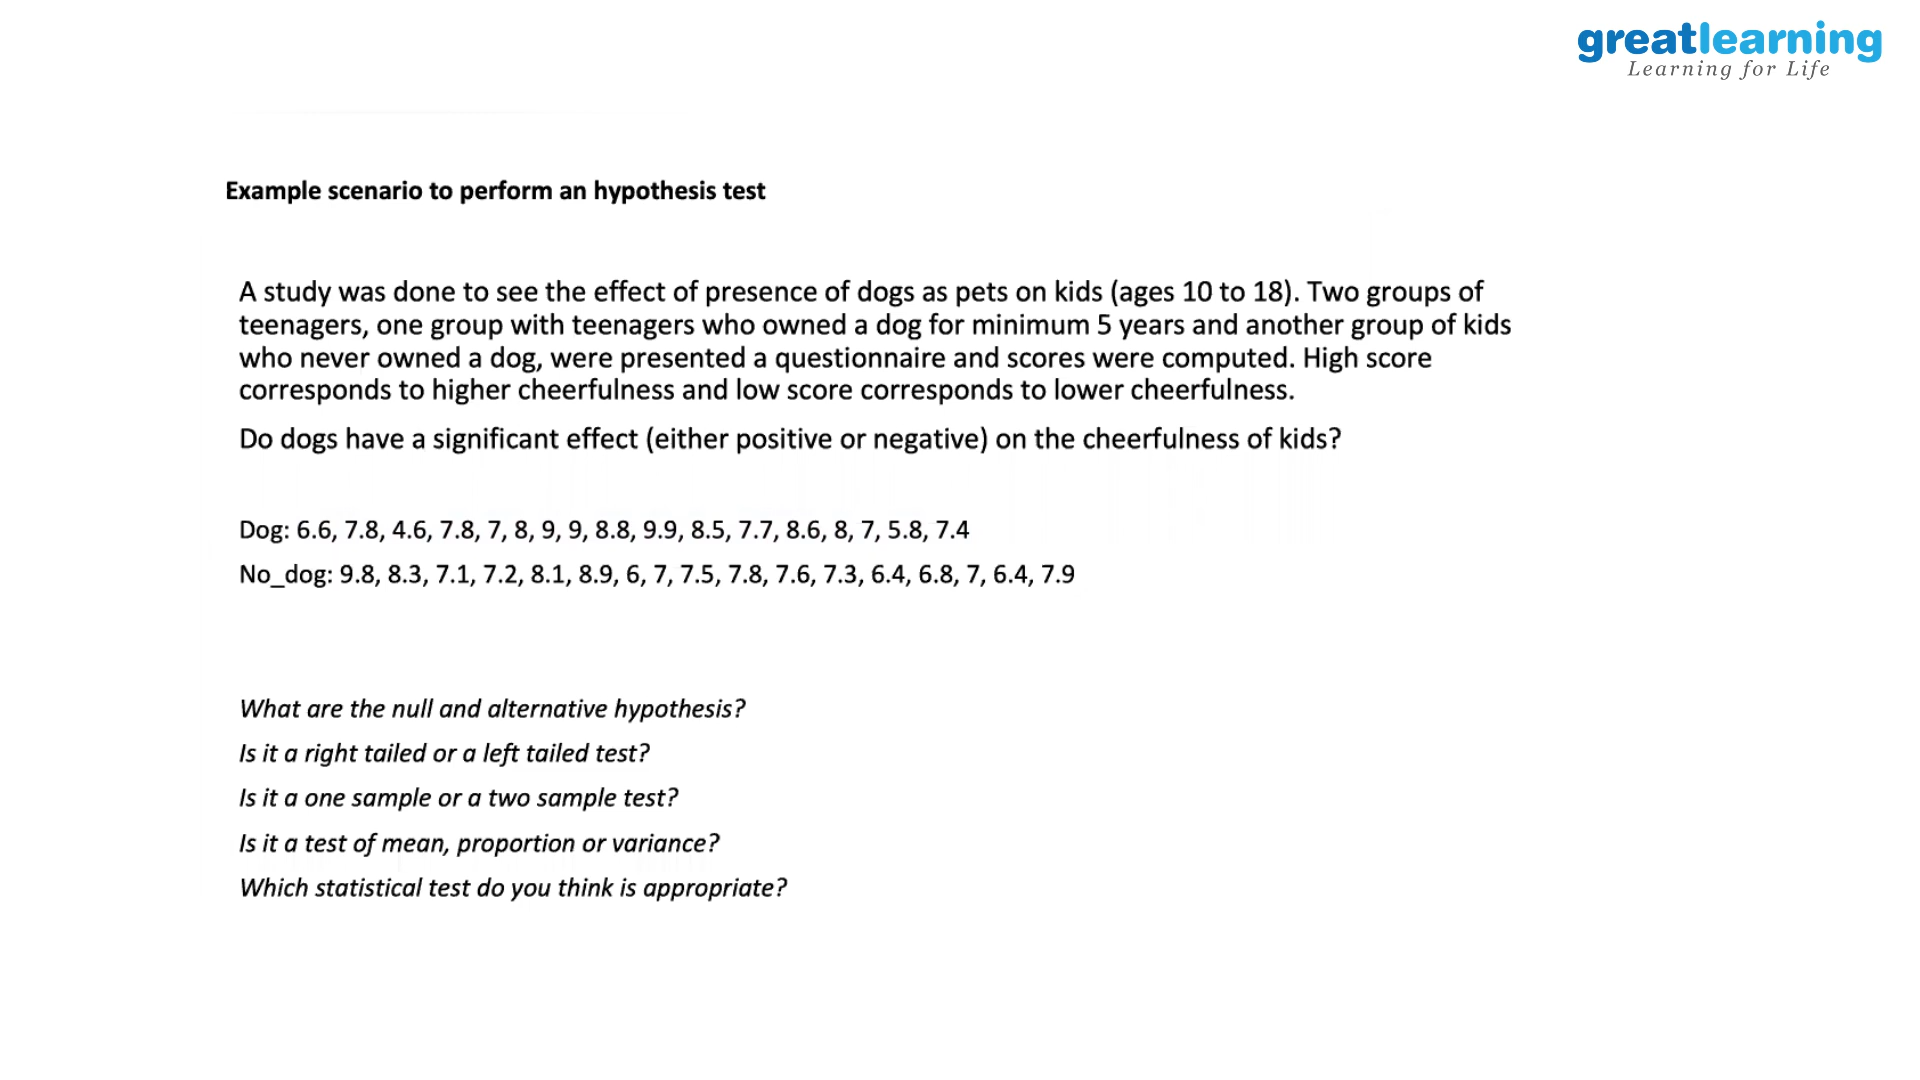 greatlearning
Learning for Life
Example scenario to perform an hypothesis test
A study was done to see the effect of presence of dogs as pets on kids (ages 10 to 18). Two groups of
teenagers, one group with teenagers who owned a dog for minimum 5 years and another group of kids
who never owned a dog, were presented a questionnaire and scores were computed. High score
corresponds to higher cheerfulness and low score corresponds to lower cheerfulness.
Do dogs have a significant effect (either positive or negative) on the cheerfulness of kids?
Dog: 6.6, 7.8, 4.6, 7.8, 7, 8, 9, 9, 8.8, 9.9, 8.5, 7.7, 8.6, 8, 7, 5.8, 7.4
No_dog: 9.8, 8.3, 7.1, 7.2, 8.1, 8.9, 6, 7, 7.5, 7.8, 7.6, 7.3, 6.4, 6.8, 7, 6.4, 7.9
What are the null and alternative hypothesis?
Is it a right tailed or a left tailed test?
Is it a one sample or a two sample test?
Is it a test of mean, proportion or variance?
Which statistical test do you think is appropriate?